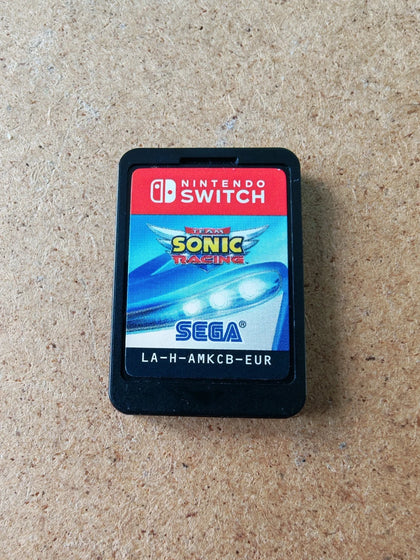 NINTENDO
SWITCH
TEAM
SONIC
RACING
SEGA®
LA-H-AMKCB-EUR